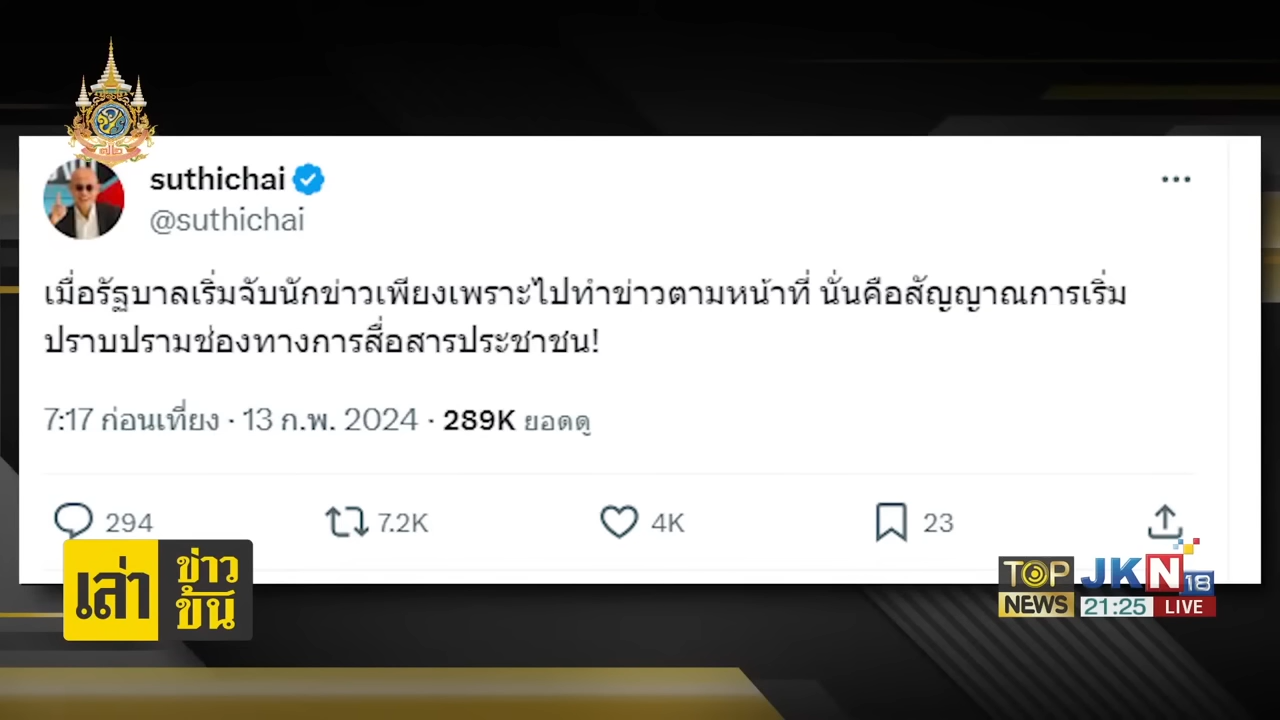 suthichai
@suthichai
เมื่อรัฐบาลเริ่มจับนักข่าวเพียงเพราะไปทำข่าวตามหน้าที่ นั่นคือสัญญาณการเริ่ม
ปราบปรามช่องทางการสื่อสารประชาชน!
7:17 ก่อนเที่ยง · 13 ก.พ. 2024 · 289K ยอดดู
294 7.2K 4K 23
เล่า
ข่าว
ข้น
TOP
NEWS
JKN 18
21:25 LIVE